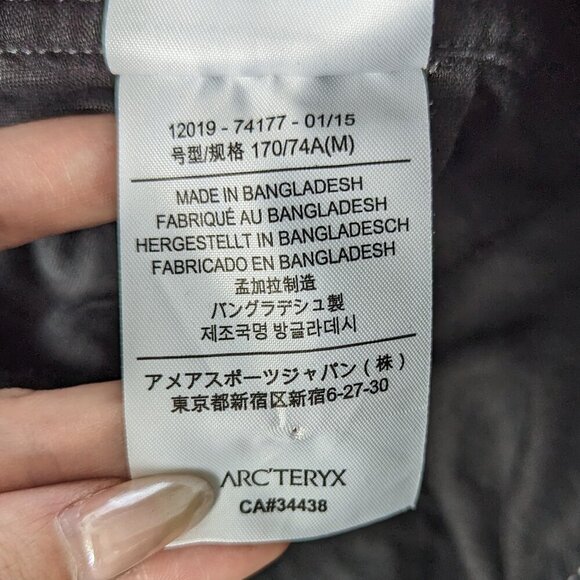 12019 - 74177 - 01/15
号型/规格 170/74A(M)
MADE IN BANGLADESH
FABRIQUÉ AU BANGLADESH
HERGESTELLT IN BANGLADESCH
FABRICADO EN BANGLADESH
孟加拉制造
バングラデシュ製
제조국명 방글라데시
アメアスポーツジャパン(株)
東京都新宿区新宿6-27-30
ARC'TERYX
CA#34438